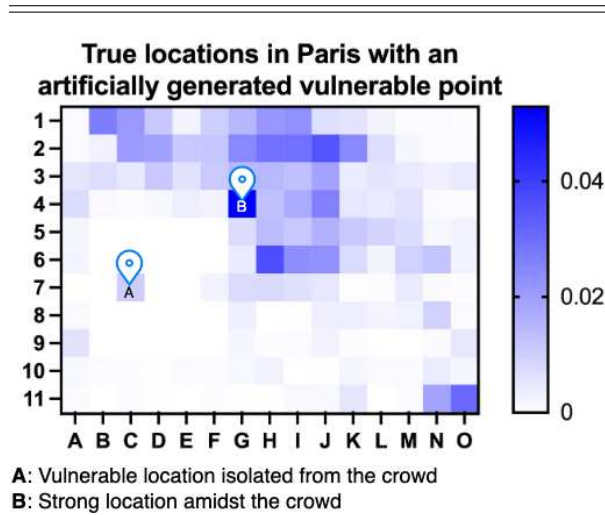 True locations in Paris with an
artificially generated vulnerable point
1
2
3
4
5
6
7
8
9
10
11
B
A
A B C D E F G H I J K L M N O
0.04
0.02
0
A: Vulnerable location isolated from the crowd
B: Strong location amidst the crowd